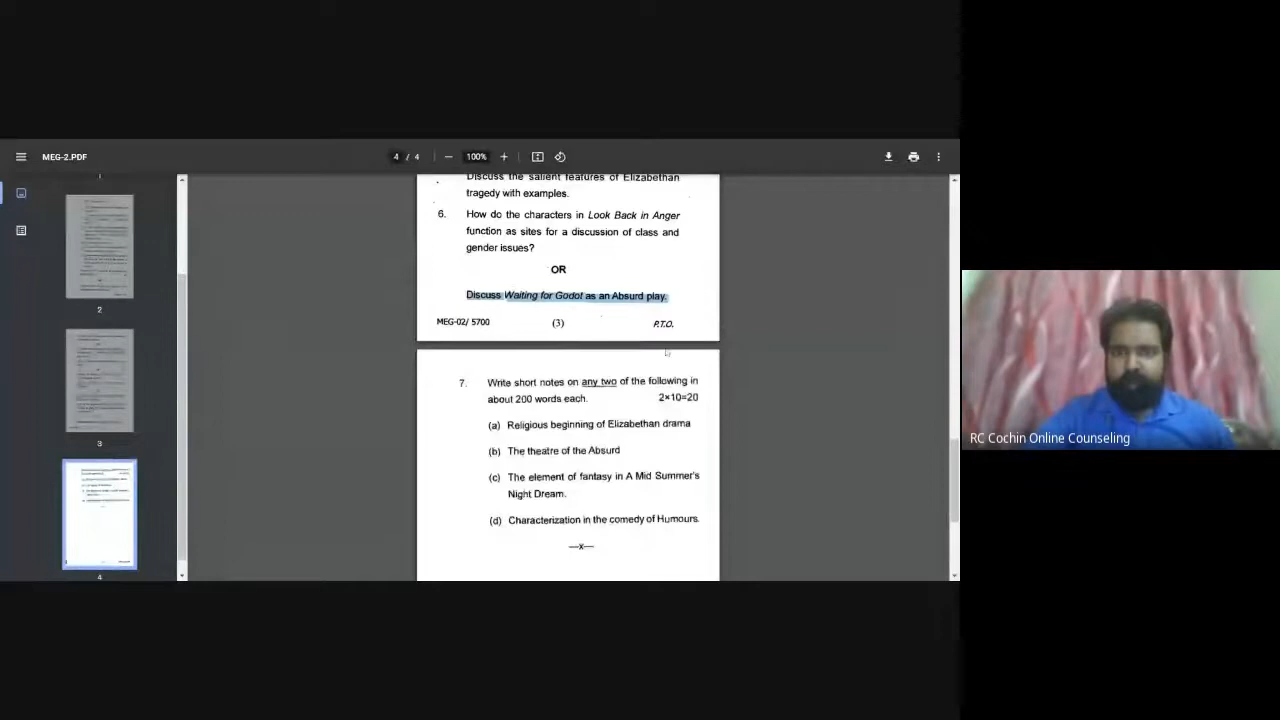 MEG-2.PDF
4 / 4
100%
Discuss the salient features of Elizabethan
tragedy with examples.
6. How do the characters in Look Back in Anger
function as sites for a discussion of class and
gender issues?
OR
Discuss Waiting for Godot as an Absurd play.
MEG-02/ 5700 (3) P.T.O.
7. Write short notes on any two of the following in
about 200 words each. 2×10=20
(a) Religious beginning of Elizabethan drama
(b) The theatre of the Absurd
(c) The element of fantasy in A Mid Summer's
Night Dream.
(d) Characterization in the comedy of Humours.
—x—
2
3
4
RC Cochin Online Counseling